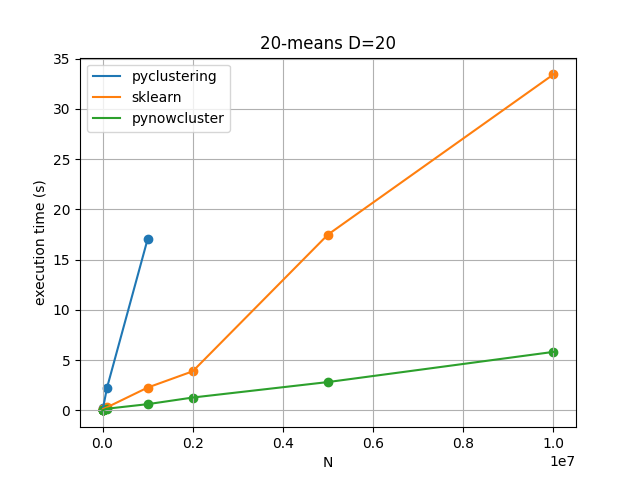 20-means D=20
pyclustering
sklearn
pynowcluster
execution time (s)
35
30
25
20
15
10
5
0
0.0 0.2 0.4 0.6 0.8 1.0
1e7
N